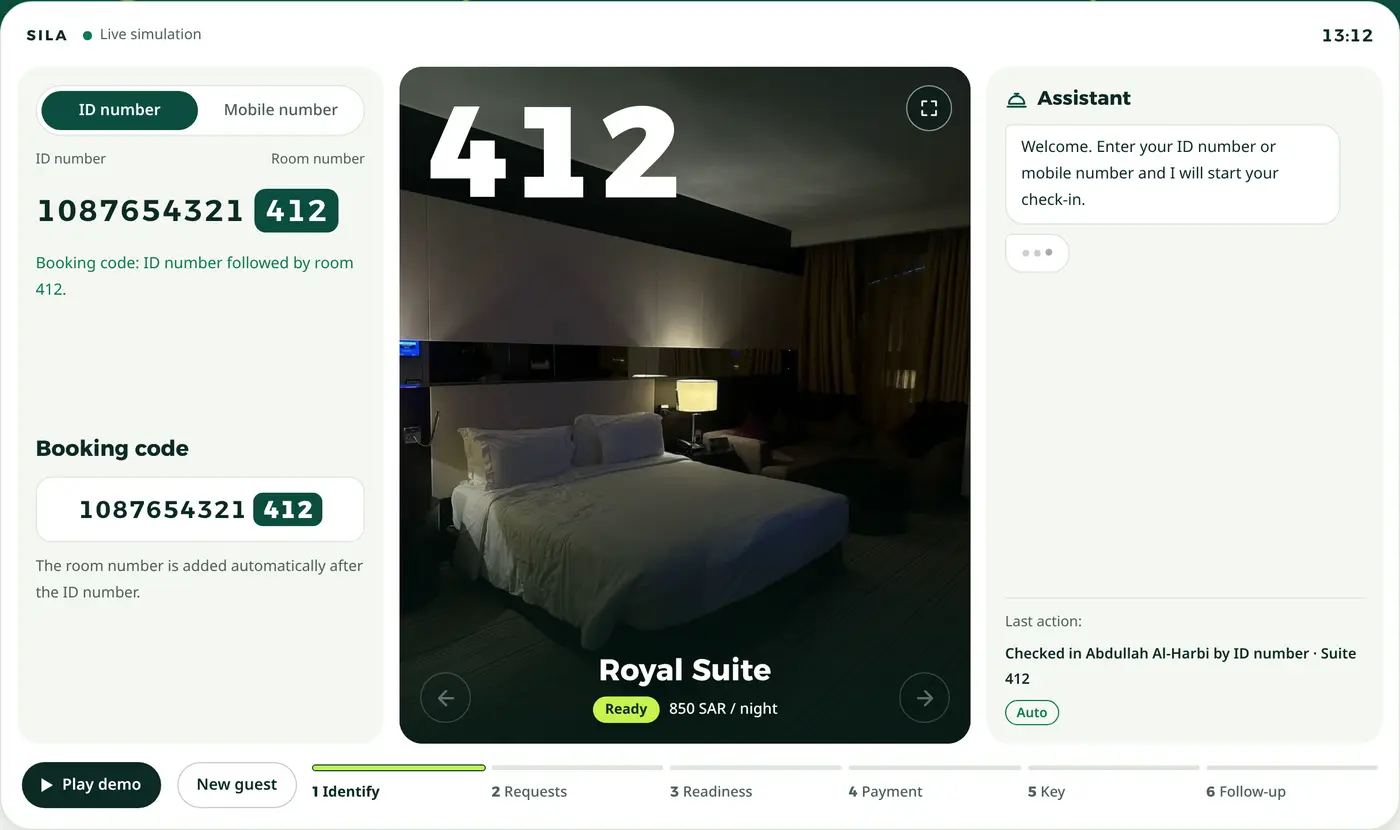 SILA
Live simulation
13:12
ID number
Mobile number
ID number
Room number
1087654321 412
Booking code: ID number followed by room
412.
Booking code
1087654321 412
The room number is added automatically after
the ID number.
412
Royal Suite
Ready
850 SAR / night
Assistant
Welcome. Enter your ID number or
mobile number and I will start your
check-in.
Last action:
Checked in Abdullah Al-Harbi by ID number · Suite
412
Auto
Play demo
New guest
1 Identify
2 Requests
3 Readiness
4 Payment
5 Key
6 Follow-up